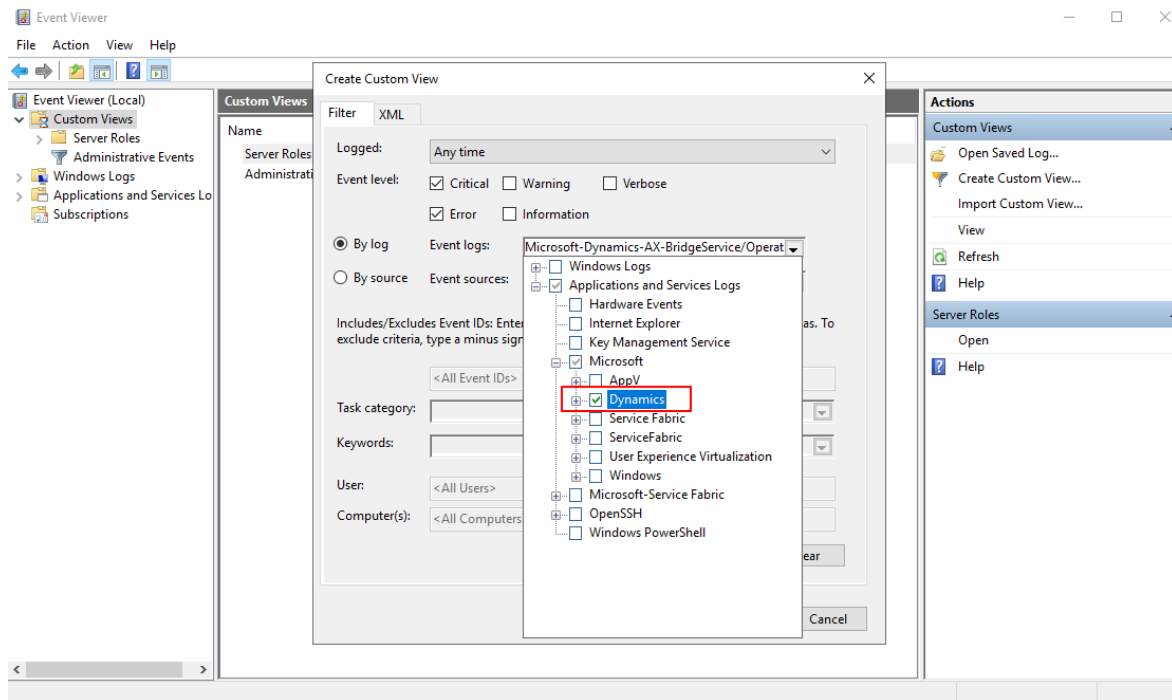 Event Viewer
File Action View Help
Event Viewer (Local)
Custom Views
Server Roles
Administrative Events
Windows Logs
Applications and Services Lo
Subscriptions
Custom Views
Name
Server Roles
Administrati
Create Custom View
Filter XML
Logged: Any time
Event level: Critical Warning Verbose
Error Information
By log Event logs: Microsoft-Dynamics-AX-BridgeService/Operat
By source Event sources:
Windows Logs
Applications and Services Logs
Hardware Events
Internet Explorer
Key Management Service
Microsoft
AppV
Dynamics
Service Fabric
ServiceFabric
User Experience Virtualization
Windows
Microsoft-Service Fabric
OpenSSH
Windows PowerShell
Includes/Excludes Event IDs: Enter as. To
exclude criteria, type a minus sign
<All Event IDs>
Task category:
Keywords:
User: <All Users>
Computer(s): <All Computers
ear
Cancel
Actions
Custom Views
Open Saved Log...
Create Custom View...
Import Custom View...
View
Refresh
Help
Server Roles
Open
Help